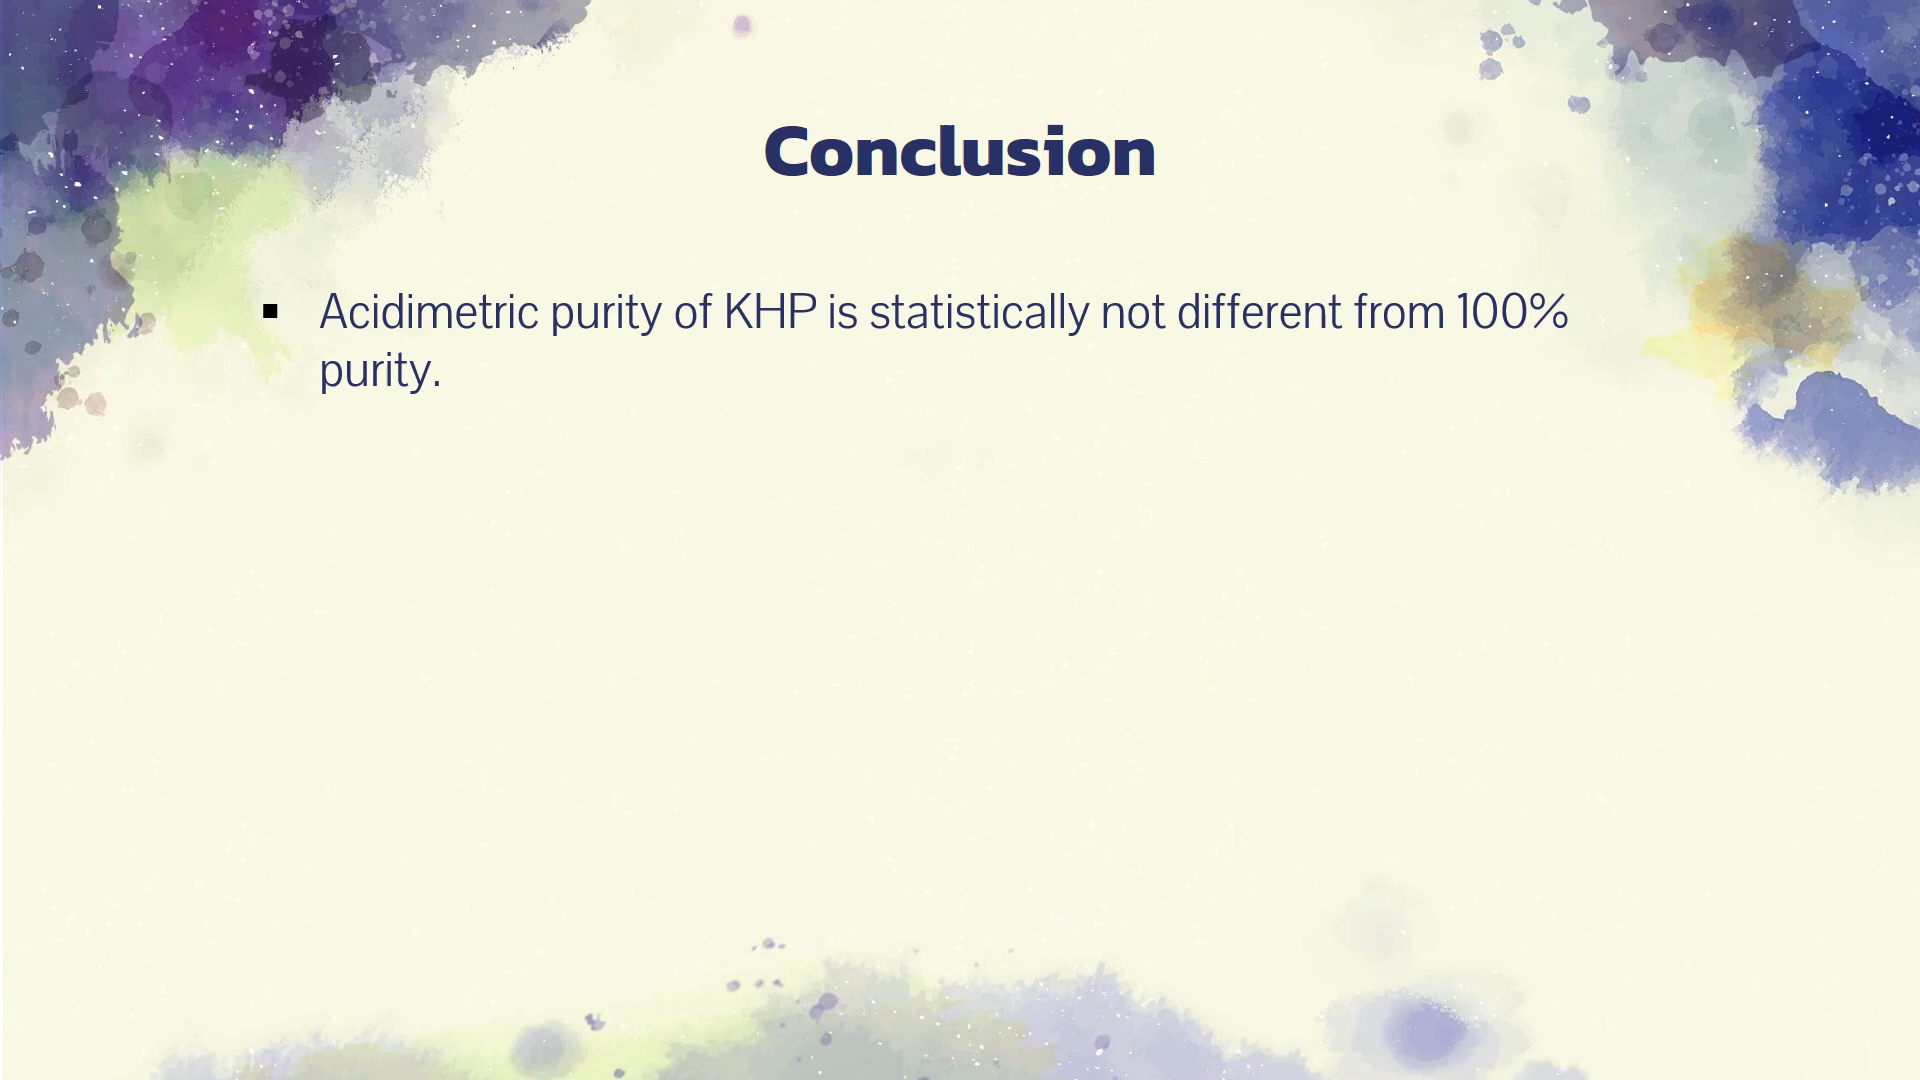 Conclusion
▪ Acidimetric purity of KHP is statistically not different from 100%
purity.